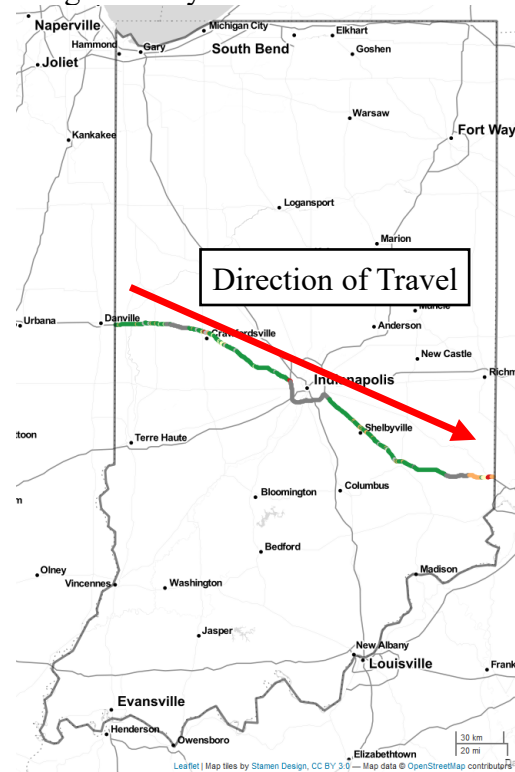 Naperville
Michigan City
Elkhart
Hammond
Gary
South Bend
Goshen
Joliet
Warsaw
Kankakee
Fort Way
Logansport
Marion
Direction of Travel
Urbana
Danville
Crawfordsville
Anderson
New Castle
Indianapolis
Richm
Shelbyville
toon
Terre Haute
Columbus
Bloomington
Bedford
Olney
Madison
Vincennes
Washington
Jasper
New Albany
Louisville
Frank
Evansville
Henderson
Owensboro
30 km
20 mi
Elizabethtown
Leaflet | Map tiles by Stamen Design, CC BY 3.0 — Map data © OpenStreetMap contributors